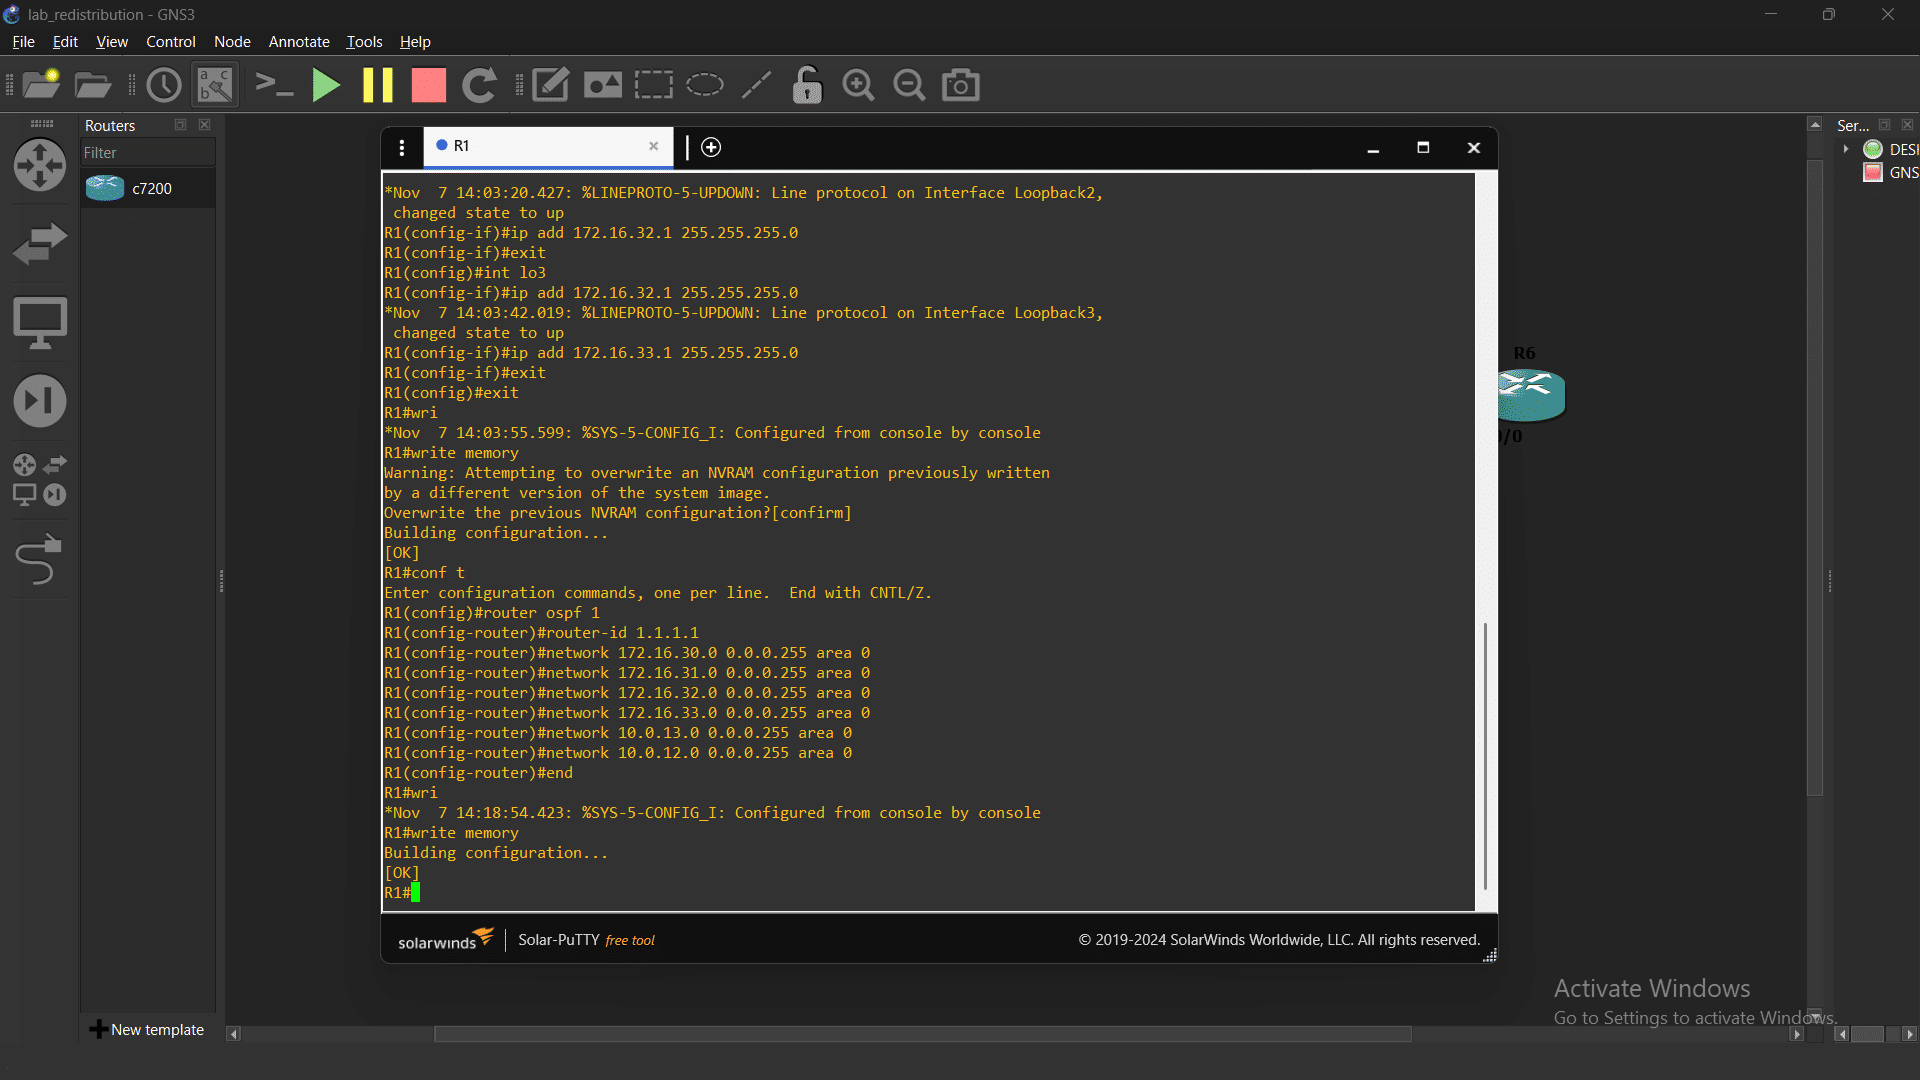 lab_redistribution - GNS3
File Edit View Control Node Annotate Tools Help
Routers
Filter
c7200
New template
R1
*Nov  7 14:03:20.427: %LINEPROTO-5-UPDOWN: Line protocol on Interface Loopback2,
 changed state to up
R1(config-if)#ip add 172.16.32.1 255.255.255.0
R1(config-if)#exit
R1(config)#int lo3
R1(config-if)#ip add 172.16.32.1 255.255.255.0
*Nov  7 14:03:42.019: %LINEPROTO-5-UPDOWN: Line protocol on Interface Loopback3,
 changed state to up
R1(config-if)#ip add 172.16.33.1 255.255.255.0
R1(config-if)#exit
R1(config)#exit
R1#wri
*Nov  7 14:03:55.599: %SYS-5-CONFIG_I: Configured from console by console
R1#write memory
Warning: Attempting to overwrite an NVRAM configuration previously written
by a different version of the system image.
Overwrite the previous NVRAM configuration?[confirm]
Building configuration...
[OK]
R1#conf t
Enter configuration commands, one per line.  End with CNTL/Z.
R1(config)#router ospf 1
R1(config-router)#router-id 1.1.1.1
R1(config-router)#network 172.16.30.0 0.0.0.255 area 0
R1(config-router)#network 172.16.31.0 0.0.0.255 area 0
R1(config-router)#network 172.16.32.0 0.0.0.255 area 0
R1(config-router)#network 172.16.33.0 0.0.0.255 area 0
R1(config-router)#network 10.0.13.0 0.0.0.255 area 0
R1(config-router)#network 10.0.12.0 0.0.0.255 area 0
R1(config-router)#end
R1#wri
*Nov  7 14:18:54.423: %SYS-5-CONFIG_I: Configured from console by console
R1#write memory
Building configuration...
[OK]
R1#
solarwinds Solar-PuTTY free tool
© 2019-2024 SolarWinds Worldwide, LLC. All rights reserved.
R6
/0
Ser...
DESH
GNS
Activate Windows
Go to Settings to activate Windows.